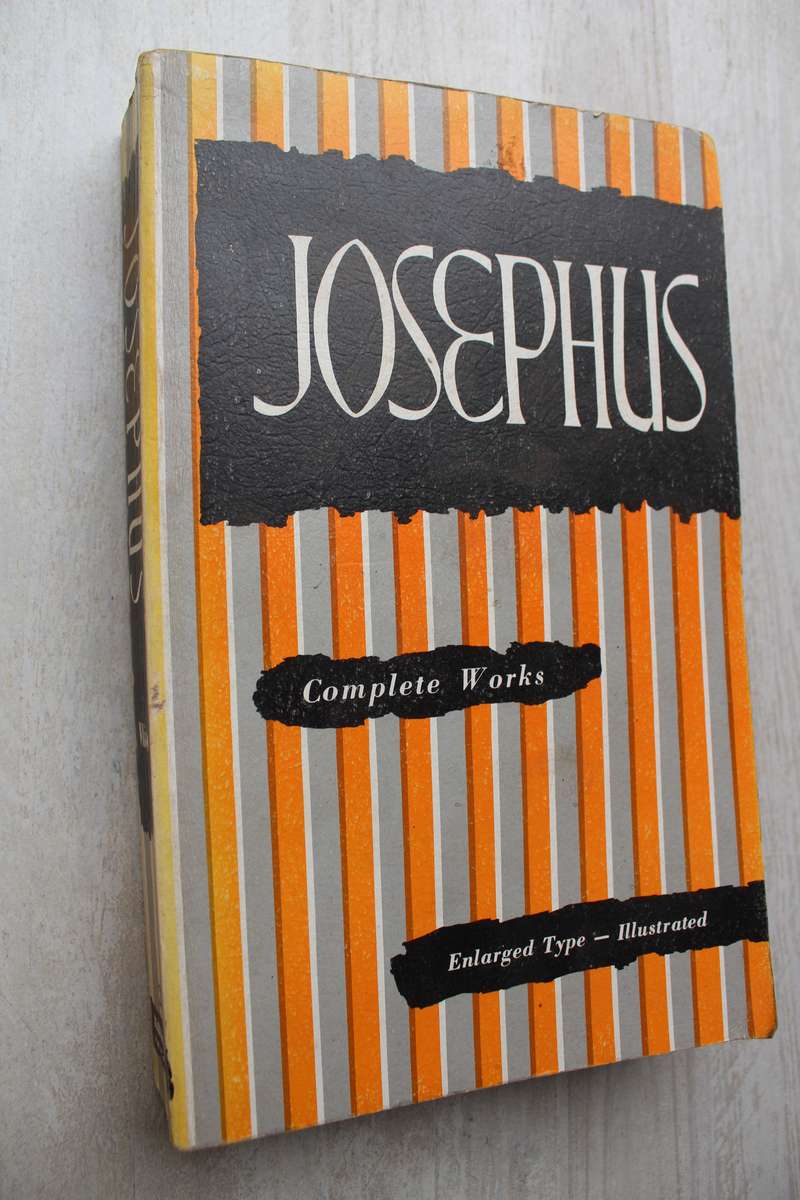 JOSEPHUS
JOSEPHUS
Complete Works
Enlarged Type — Illustrated